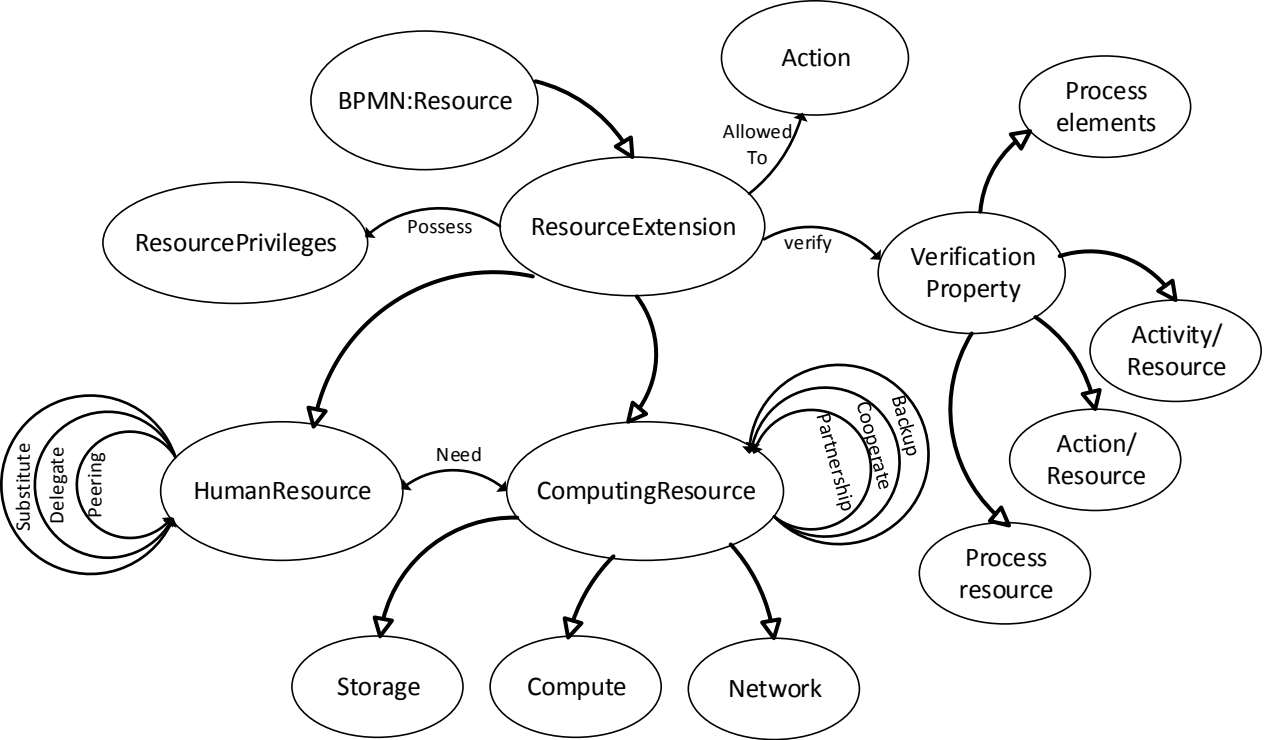 Action
BPMN:Resource
Process
elements
Allowed
To
ResourcePrivileges
Possess
ResourceExtension
verify
Verification
Property
Activity/
Resource
Substitute
Delegate
Peering
HumanResource
Need
ComputingResource
Partnership
Cooperate
Backup
Action/
Resource
Process
resource
Storage
Compute
Network